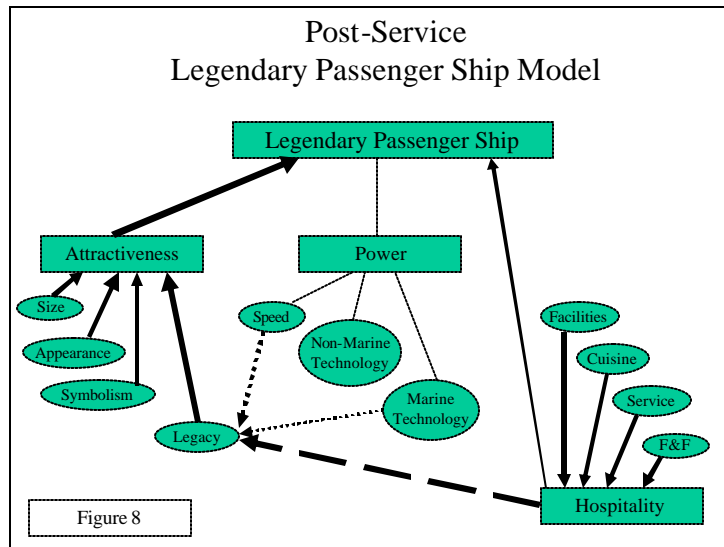 Post-Service
Legendary Passenger Ship Model
Legendary Passenger Ship
Attractiveness
Power
Size
Speed
Facilities
Appearance
Non-Marine
Technology
Cuisine
Symbolism
Marine
Technology
Service
Legacy
F&F
Hospitality
Figure 8